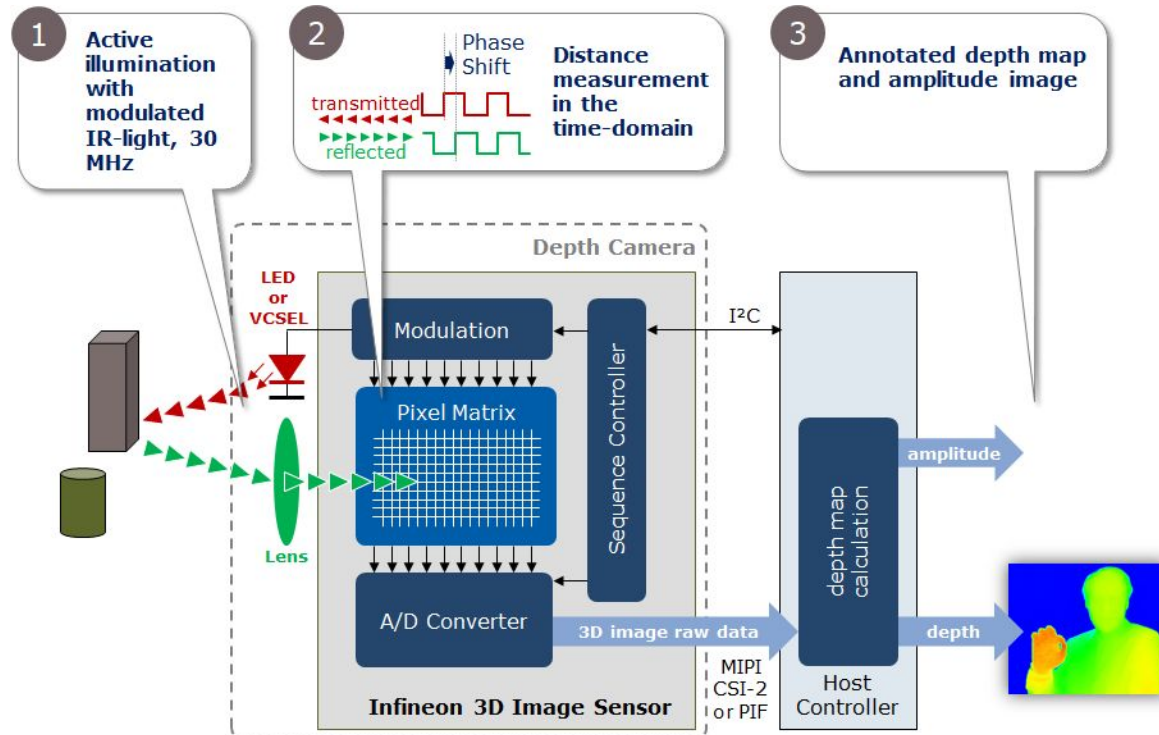 1
Active
illumination
with
modulated
IR-light, 30
MHz
2
Phase
Shift
transmitted
reflected
Distance
measurement
in the
time-domain
3
Annotated depth map
and amplitude image
Depth Camera
LED
or
VCSEL
Lens
Modulation
Pixel Matrix
A/D Converter
Sequence Controller
Infineon 3D Image Sensor
I²C
3D image raw data
MIPI
CSI-2
or PIF
depth map
calculation
Host
Controller
amplitude
depth